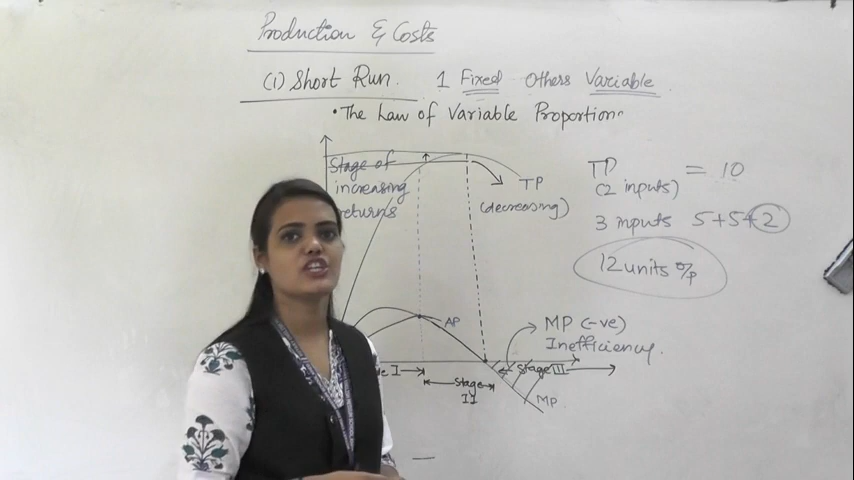 Production & Costs
(1) Short Run. 1 Fixed Others Variable
• The Law of Variable Proportion
Stage of
increasing
returns
TP
(decreasing)
TP = 10
(2 inputs)
3 inputs 5+5+2
12 units o/p
AP
MP (-ve)
Inefficiency.
I
Stage
II
Stage III
MP